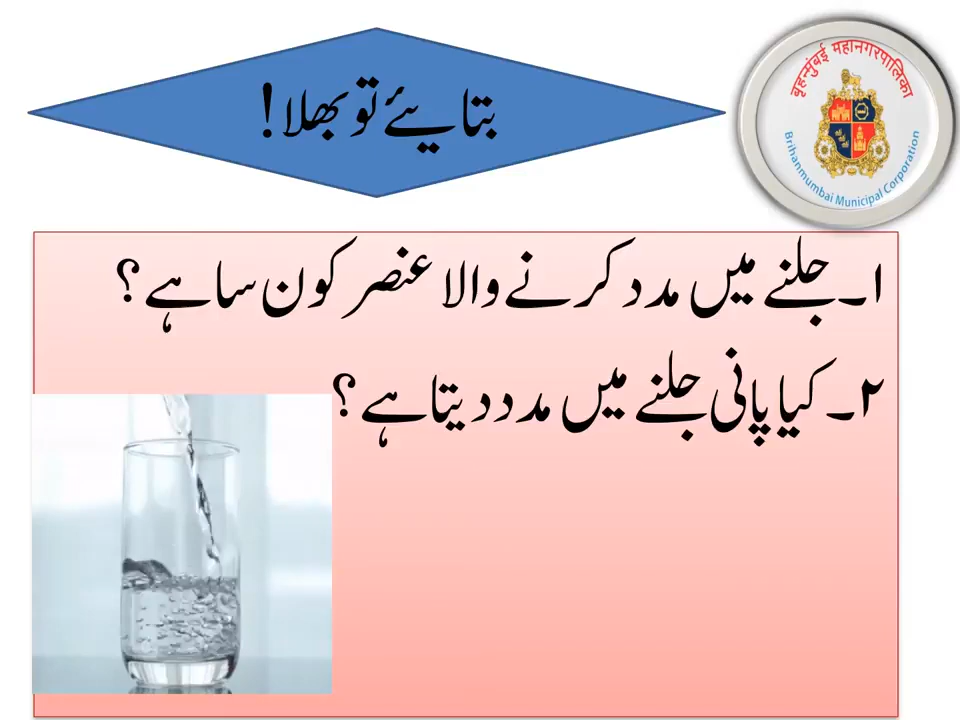 بتایئے تو بھلا!
बृहन्मुंबई महानगरपालिका
Brihanmumbai Municipal Corporation
۱۔جلنے میں مدد کرنے والا عنصر کون سا ہے؟
۲۔ کیا پانی جلنے میں مدد دیتا ہے؟